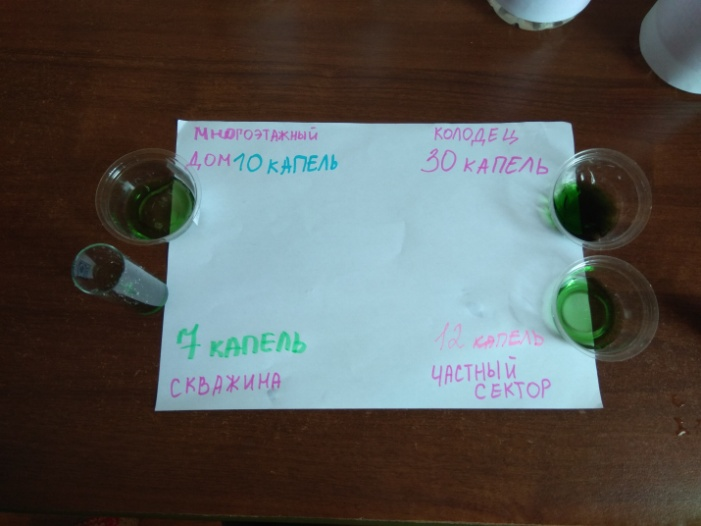 МНОГОЭТАЖНЫЙ
ДОМ 10 КАПЕЛЬ
КОЛОДЕЦ
30 КАПЕЛЬ
7 КАПЕЛЬ
СКВАЖИНА
12 КАПЕЛЬ
ЧАСТНЫЙ
СЕКТОР